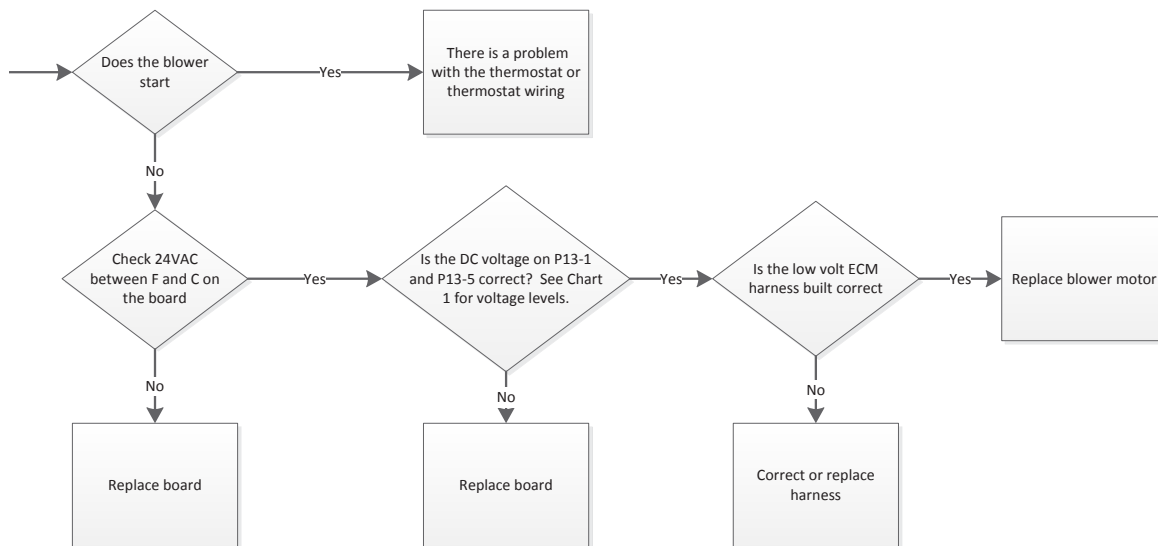 Does the blower
start
Yes
There is a problem
with the thermostat or
thermostat wiring
No
Check 24VAC
between F and C on
the board
Yes
Is the DC voltage on P13-1
and P13-5 correct?  See Chart
1 for voltage levels.
Yes
Is the low volt ECM
harness built correct
Yes
Replace blower motor
No
No
No
Replace board
Replace board
Correct or replace
harness